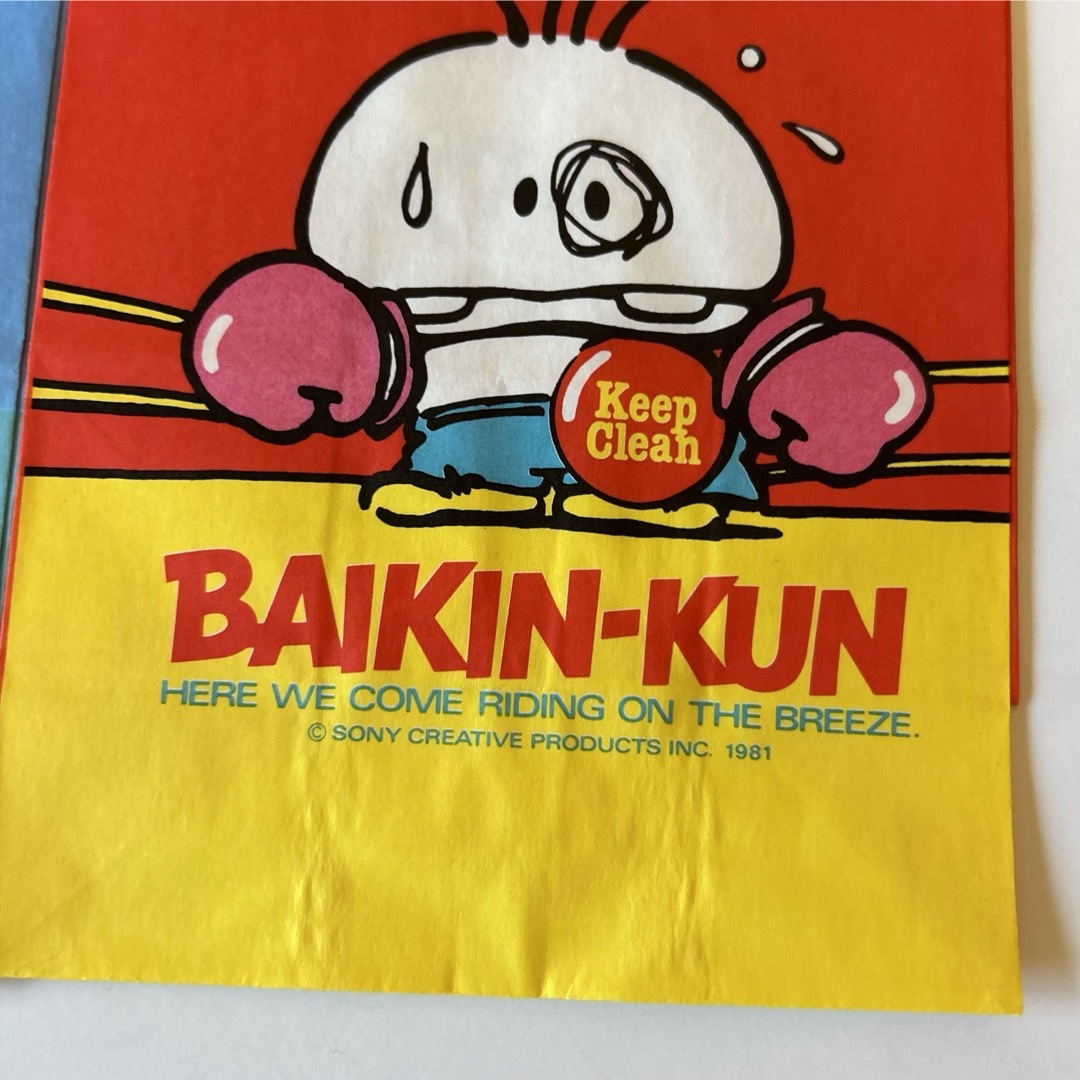 Keep
Clean
BAIKIN-KUN
HERE WE COME RIDING ON THE BREEZE.
© SONY CREATIVE PRODUCTS INC. 1981